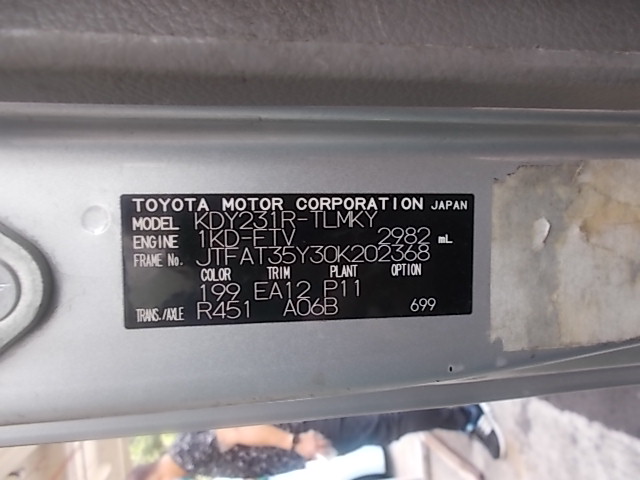 TOYOTA MOTOR CORPORATION JAPAN
MODEL KDY231R-TLMKY
ENGINE 1KD-FTV 2982 mL
FRAME No. JTFAT35Y30K202368
COLOR TRIM PLANT OPTION
199 EA12 P11
TRANS./AXLE R451 A06B 699